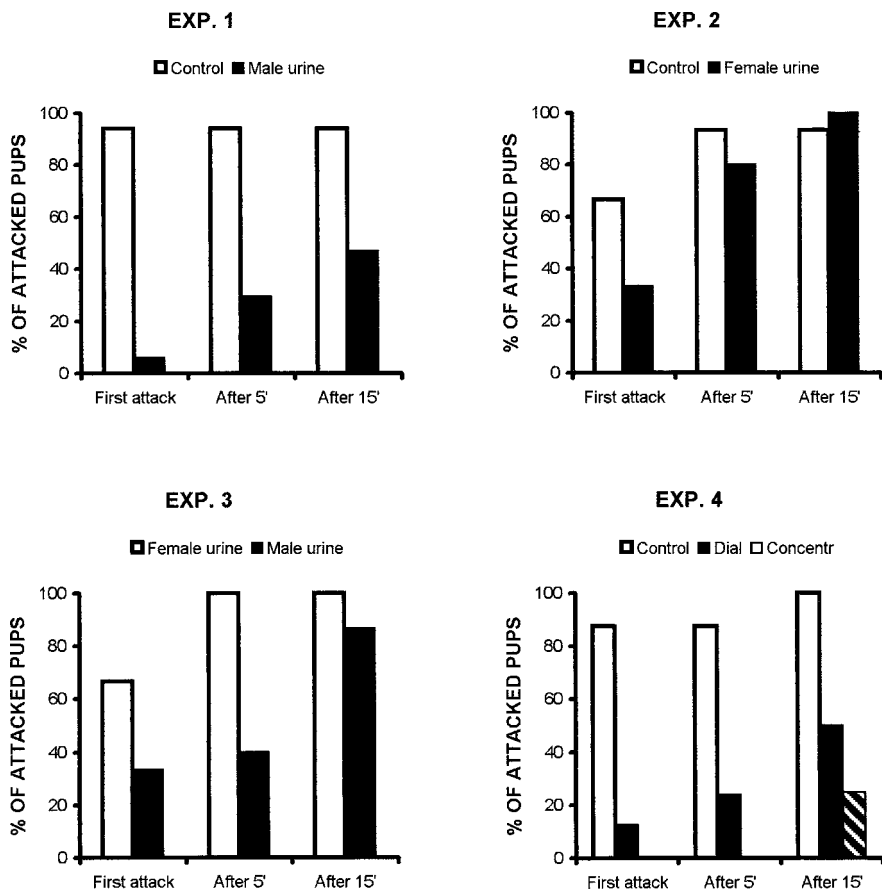 EXP. 1
Control Male urine
% OF ATTACKED PUPS
100
80
60
40
20
0
First attack After 5' After 15'
EXP. 2
Control Female urine
% OF ATTACKED PUPS
100
80
60
40
20
0
First attack After 5' After 15'
EXP. 3
Female urine Male urine
% OF ATTACKED PUPS
100
80
60
40
20
0
First attack After 5' After 15'
EXP. 4
Control Dial Concentr
% OF ATTACKED PUPS
100
80
60
40
20
0
First attack After 5' After 15'